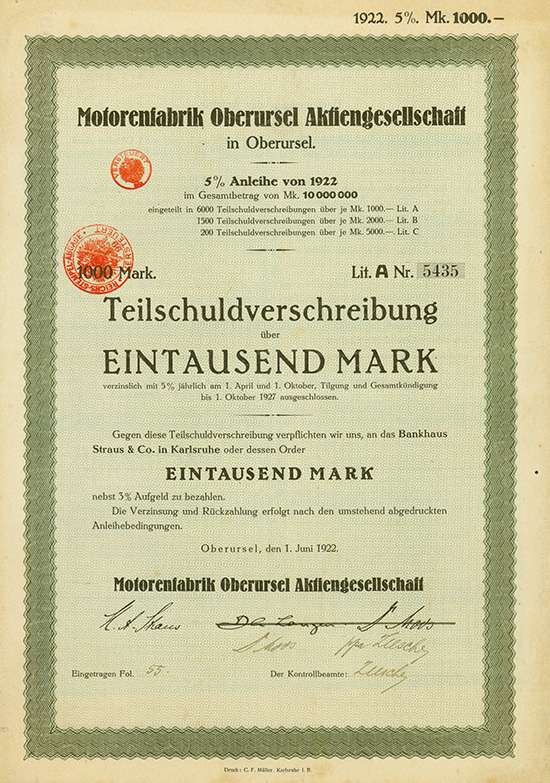 1922. 5%. Mk. 1000.—
Motorenfabrik Oberursel Aktiengesellschaft
in Oberursel.
VERSTEUERT
5% Anleihe von 1922
im Gesamtbetrag von Mk. 10 000 000
eingeteilt in 6000 Teilschuldverschreibungen über je Mk. 1000.— Lit. A
1500 Teilschuldverschreibungen über je Mk. 2000.— Lit. B
200 Teilschuldverschreibungen über je Mk. 5000.— Lit. C
1000 Mark.
Lit. A Nr. 5435
Teilschuldverschreibung
über
EINTAUSEND MARK
verzinslich mit 5% jährlich am 1. April und 1. Oktober, Tilgung und Gesamtkündigung
bis 1. Oktober 1927 ausgeschlossen.
Gegen diese Teilschuldverschreibung verpflichten wir uns, an das Bankhaus
Straus & Co. in Karlsruhe oder dessen Order
EINTAUSEND MARK
nebst 3% Aufgeld zu bezahlen.
Die Verzinsung und Rückzahlung erfolgt nach den umstehend abgedruckten
Anleihebedingungen.
Oberursel, den 1. Juni 1922.
Motorenfabrik Oberursel Aktiengesellschaft
Eingetragen Fol. 55.
Der Kontrollbeamte:
Druck: C. F. Müller, Karlsruhe i. B.